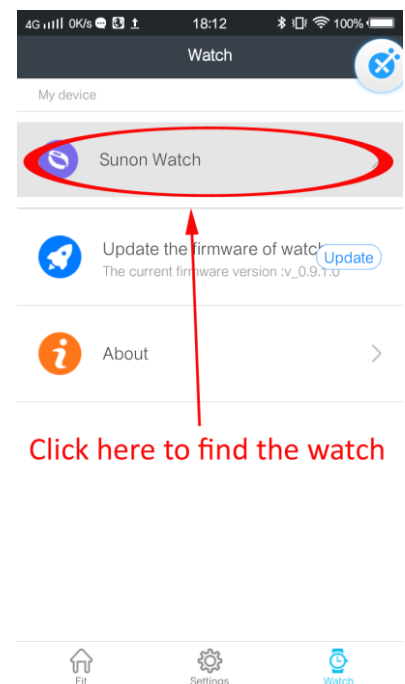 4G 0K/s 18:12 100%
Watch
My device
Sunon Watch
Update the firmware of watch
Update
The current firmware version :v_0.9.1.0
About
Click here to find the watch
Fit Settings Watch